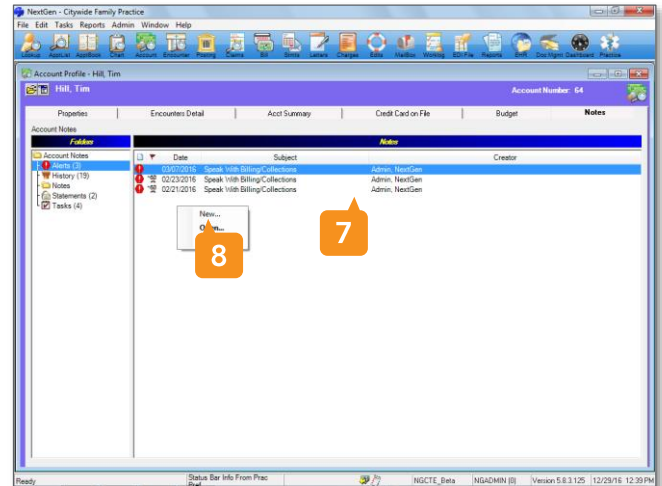 NextGen - Citywide Family Practice
File Edit Tasks Reports Admin Window Help
Lookup ApptList ApptBook Chart Account Encounter Posting Claims Bill Stmts Letters Charges Edits MailBox Worklog EDI File Reports EHR Doc Mgmt Dashboard Practice
Account Profile - Hill, Tim
Hill, Tim Account Number: 64
Properties Encounters Detail Acct Summary Credit Card on File Budget Notes
Account Notes
Folders Notes
Account Notes Date Subject Creator
Alerts (3) 03/07/2016 Speak With Billing/Collections Admin, NextGen
History (19) 02/23/2016 Speak With Billing/Collections Admin, NextGen
Notes 02/21/2016 Speak With Billing/Collections Admin, NextGen
Statements (2)
Tasks (4)
New...
7
8
Ready Status Bar Info From Prac Pref NGCTE_Beta NGADMIN (0) Version 5.8.3.125 12/29/16 12:39 PM